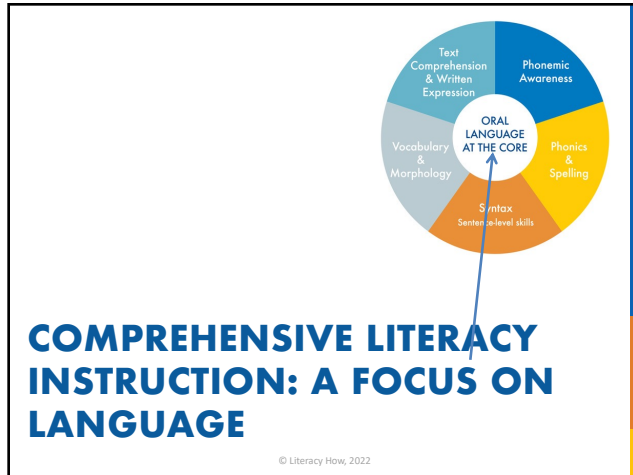 Text
Comprehension
& Written
Expression
Phonemic
Awareness
ORAL
LANGUAGE
AT THE CORE
Vocabulary
&
Morphology
Phonics
&
Spelling
Syntax
Sentence-level skills
COMPREHENSIVE LITERACY
INSTRUCTION: A FOCUS ON
LANGUAGE
© Literacy How, 2022